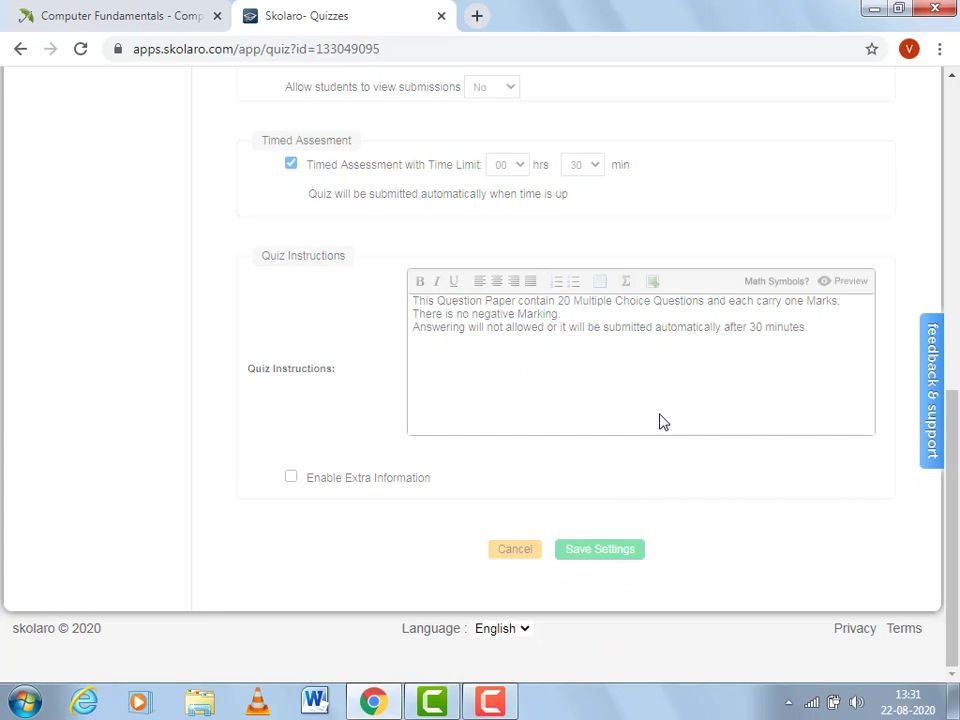 Computer Fundamentals - Comp
Skolaro- Quizzes
apps.skolaro.com/app/quiz?id=133049095
V
Allow students to view submissions No
Timed Assesment
Timed Assessment with Time Limit: 00 hrs 30 min
Quiz will be submitted automatically when time is up
Quiz Instructions
B I U Σ Math Symbols? Preview
This Question Paper contain 20 Multiple Choice Questions and each carry one Marks.
There is no negative Marking.
Answering will not allowed or it will be submitted automatically after 30 minutes.
Quiz Instructions:
Enable Extra Information
Cancel Save Settings
feedback & support
skolaro © 2020 Language : English Privacy Terms
13:31
22-08-2020